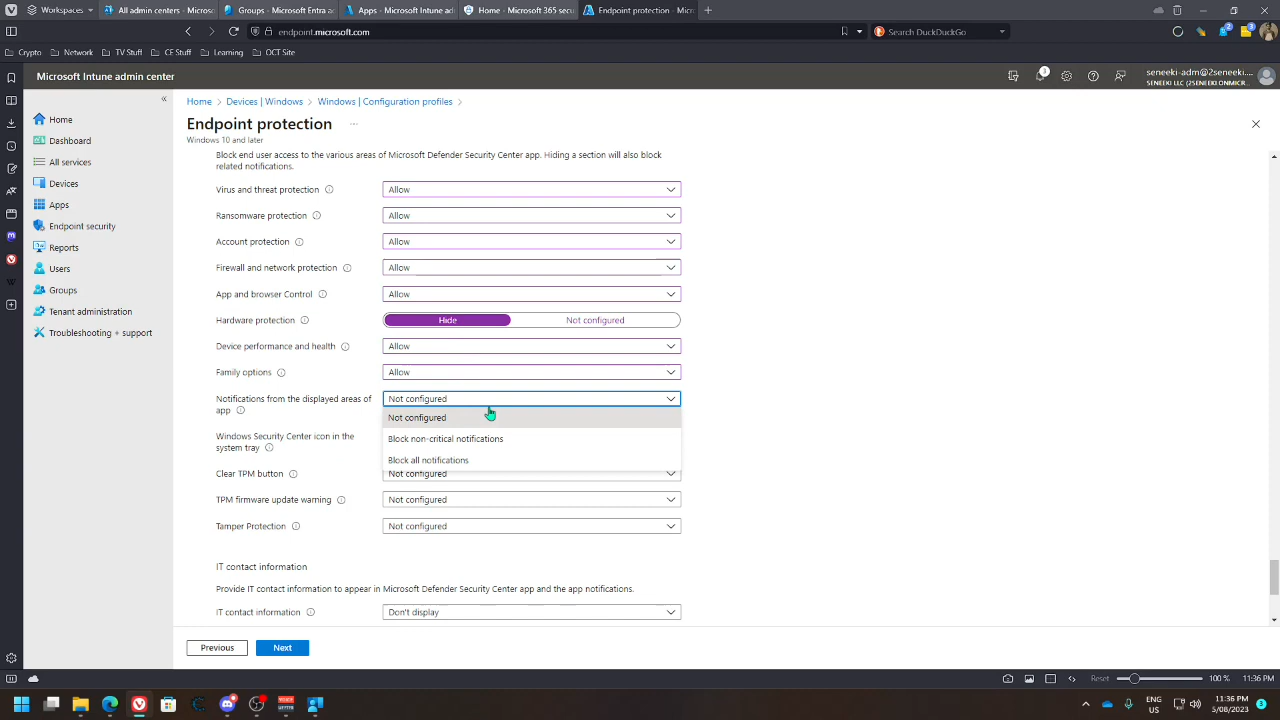 Workspaces
All admin centers - Micros
Groups - Microsoft Entra a
Apps - Microsoft Intune ad
Home - Microsoft 365 secu
Endpoint protection - Micr
endpoint.microsoft.com
Search DuckDuckGo
2
3
Crypto
Network
TV Stuff
CE Stuff
Learning
OCT Site
Microsoft Intune admin center
seneeki-adm@2seneeki....
SENEEKI LLC (2SENEEKI.ONMICR...
Home > Devices | Windows > Windows | Configuration profiles >
Endpoint protection ...
Windows 10 and later
Home
Dashboard
All services
Devices
Apps
Endpoint security
Reports
Users
Groups
Tenant administration
Troubleshooting + support
Block end user access to the various areas of Microsoft Defender Security Center app. Hiding a section will also block
related notifications.
Virus and threat protection
Allow
Ransomware protection
Allow
Account protection
Allow
Firewall and network protection
Allow
App and browser Control
Allow
Hardware protection
Hide
Not configured
Device performance and health
Allow
Family options
Allow
Notifications from the displayed areas of
app
Not configured
Not configured
Block non-critical notifications
Block all notifications
Windows Security Center icon in the
system tray
Clear TPM button
Not configured
TPM firmware update warning
Not configured
Tamper Protection
Not configured
IT contact information
Provide IT contact information to appear in Microsoft Defender Security Center app and the app notifications.
IT contact information
Don't display
Previous
Next
Reset
100 %
11:36 PM
ENG
US
11:36 PM
5/08/2023
3